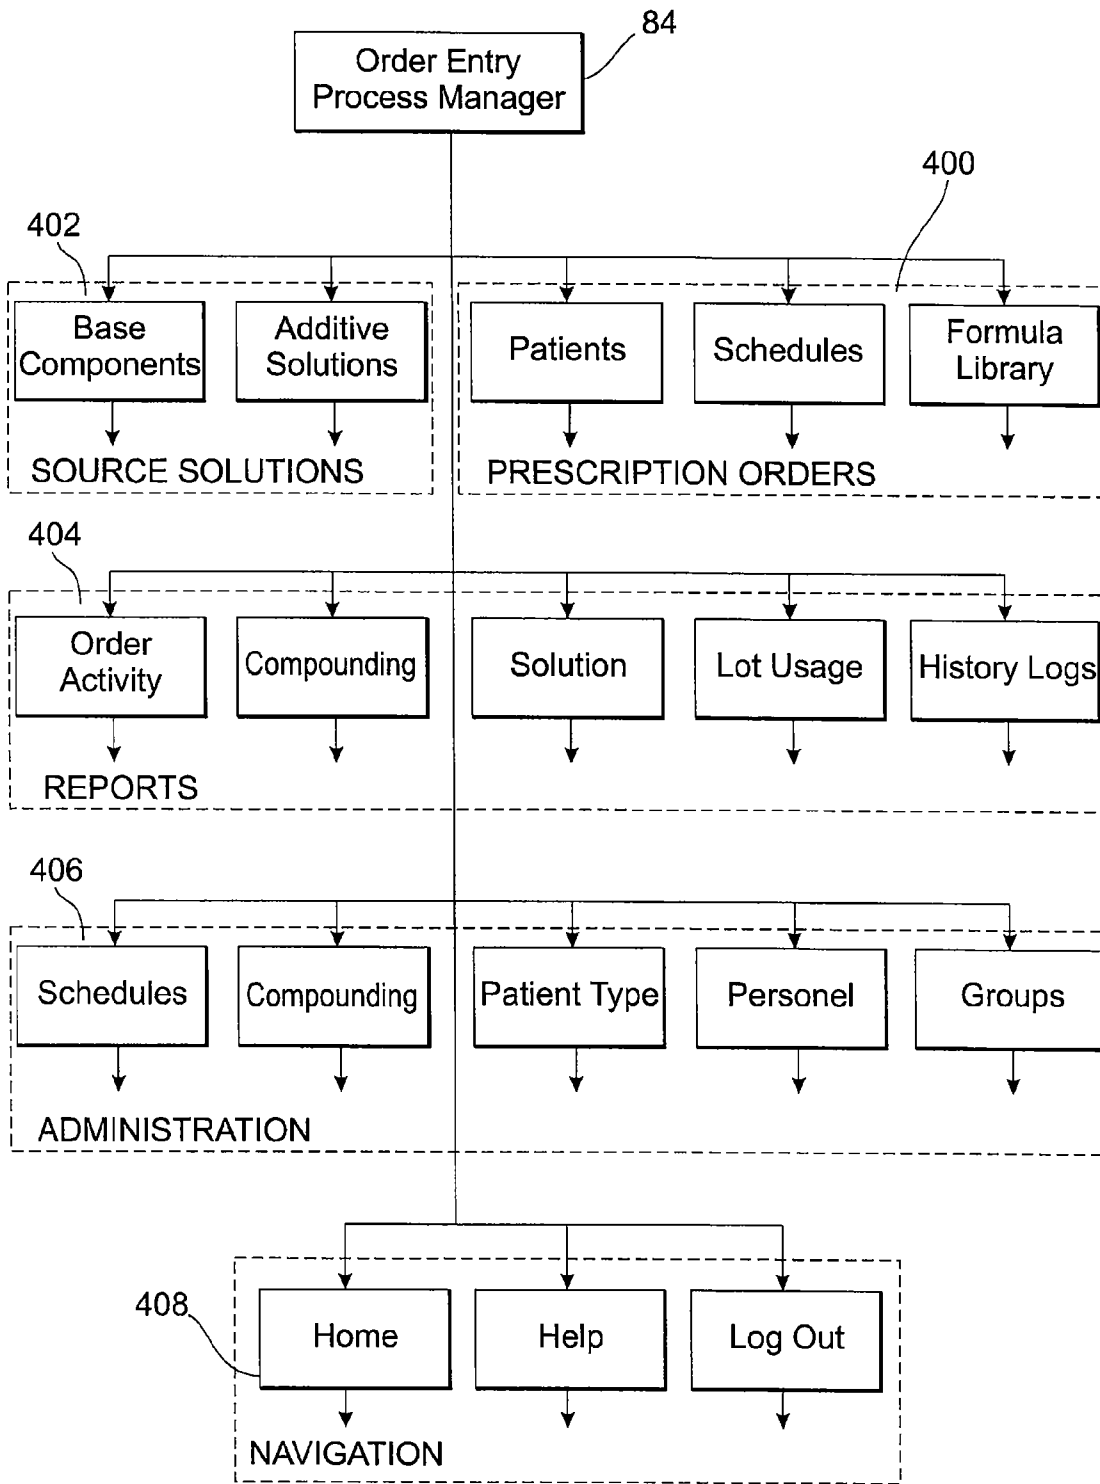 84
Order Entry
Process Manager
400
402
Base
Components
Additive
Solutions
Patients
Schedules
Formula
Library
SOURCE SOLUTIONS
PRESCRIPTION ORDERS
404
Order
Activity
Compounding
Solution
Lot Usage
History Logs
REPORTS
406
Schedules
Compounding
Patient Type
Personel
Groups
ADMINISTRATION
408
Home
Help
Log Out
NAVIGATION